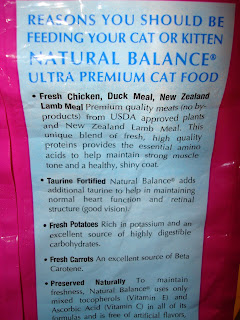 REASONS YOU SHOULD BE
FEEDING YOUR CAT OR KITTEN
NATURAL BALANCE®
ULTRA PREMIUM CAT FOOD
• Fresh Chicken, Duck Meal, New Zealand
Lamb Meal Premium quality meats (no by-
products) from USDA approved plants
and New Zealand Lamb Meal. This
unique blend of fresh, high quality
proteins provides the essential amino
acids to help maintain strong muscle
tone and a healthy, shiny coat.
• Taurine Fortified Natural Balance® adds
additional taurine to help in maintaining
normal heart function and retinal
structure (good vision).
• Fresh Potatoes Rich in potassium and an
excellent source of highly digestible
carbohydrates.
• Fresh Carrots An excellent source of Beta
Carotene.
• Preserved Naturally To maintain
freshness, Natural Balance® uses only
mixed tocopherols (Vitamin E) and
Ascorbic Acid (Vitamin C) in all of its
formulas and is free of artificial flavors,